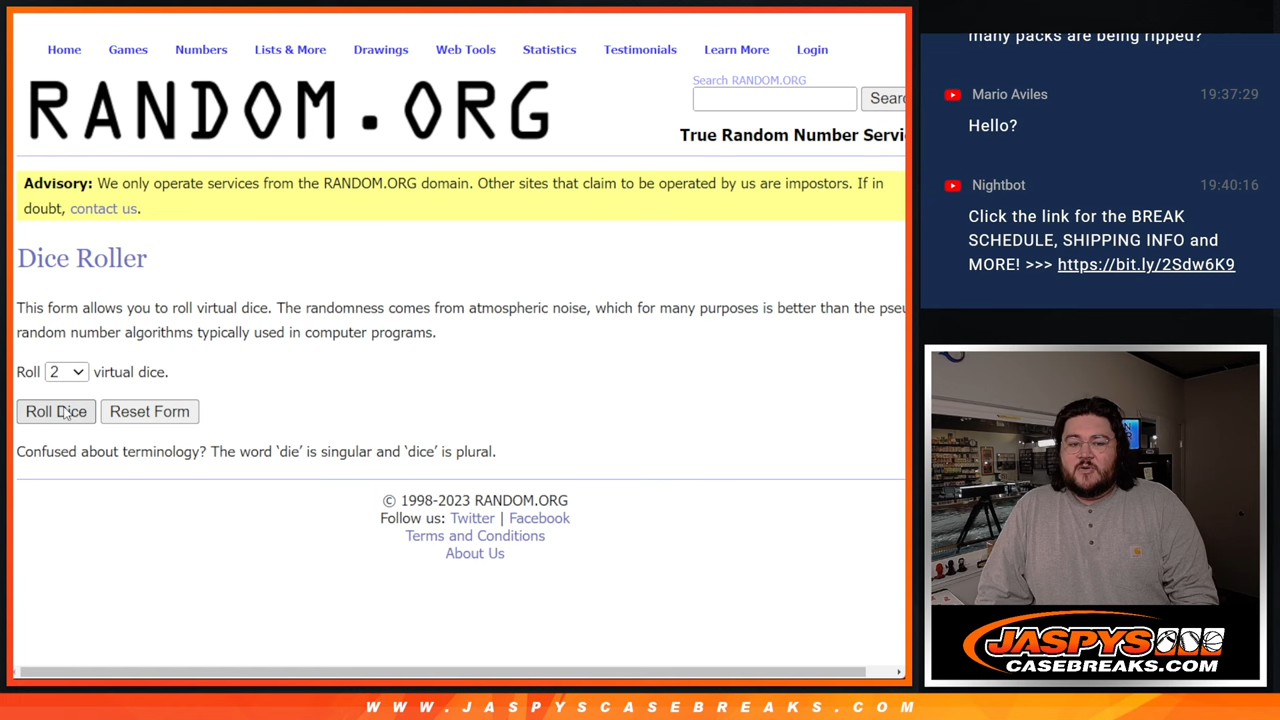 Home Games Numbers Lists & More Drawings Web Tools Statistics Testimonials Learn More Login
RANDOM.ORG
Search RANDOM.ORG
True Random Number
Advisory: We only operate services from the RANDOM.ORG domain. Other sites that claim to be operated by us are impostors. If in
doubt, contact us.
Dice Roller
This form allows you to roll virtual dice. The randomness comes from atmospheric noise, which for many purposes is better than the
random number algorithms typically used in computer programs.
Roll 2 virtual dice.
Roll Dice Reset Form
Confused about terminology? The word ‘die’ is singular and ‘dice’ is plural.
© 1998-2023 RANDOM.ORG
Follow us: Twitter | Facebook
Terms and Conditions
About Us
many packs are being ripped?
Mario Aviles 19:37:29
Hello?
Nightbot 19:40:16
Click the link for the BREAK
SCHEDULE, SHIPPING INFO and
MORE! >>> https://bit.ly/2Sdw6K9
JASPYS
CASEBREAKS.COM
WWW.JASPYSCASEBREAKS.COM